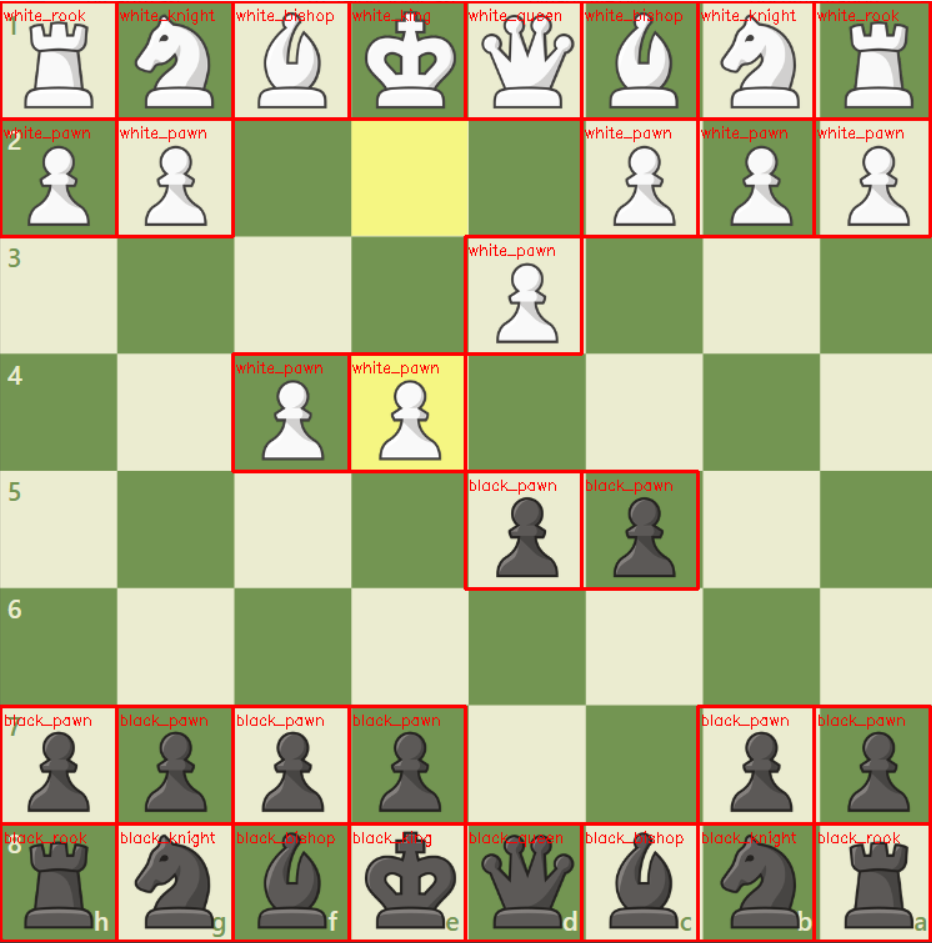 white_rook white_knight white_bishop white_king white_queen white_bishop white_knight white_rook
1
white_pawn white_pawn white_pawn white_pawn white_pawn
2
white_pawn
3
white_pawn white_pawn
4
black_pawn black_pawn
5
6
black_pawn black_pawn black_pawn black_pawn black_pawn black_pawn
7
black_rook black_knight black_bishop black_king black_queen black_bishop black_knight black_rook
8
h g f e d c b a